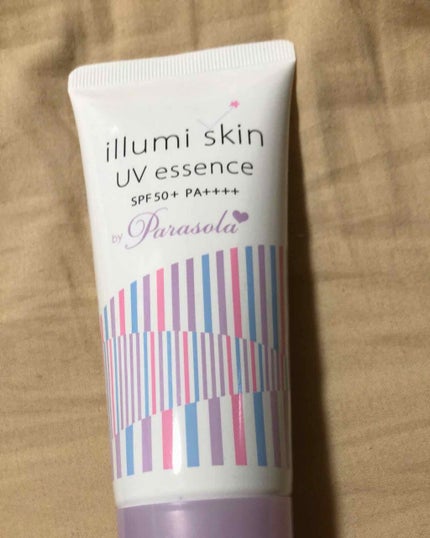 illumi skin
UV essence
SPF50+ PA++++
by Parasola